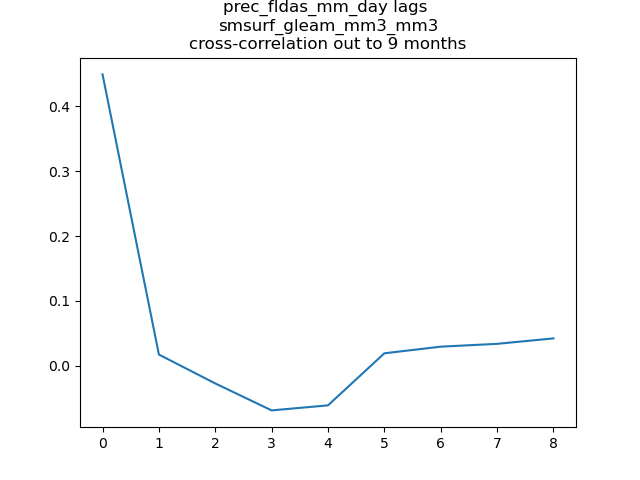 prec_fldas_mm_day lags
smsurf_gleam_mm3_mm3
cross-correlation out to 9 months
0.4
0.3
0.2
0.1
0.0
0 1 2 3 4 5 6 7 8